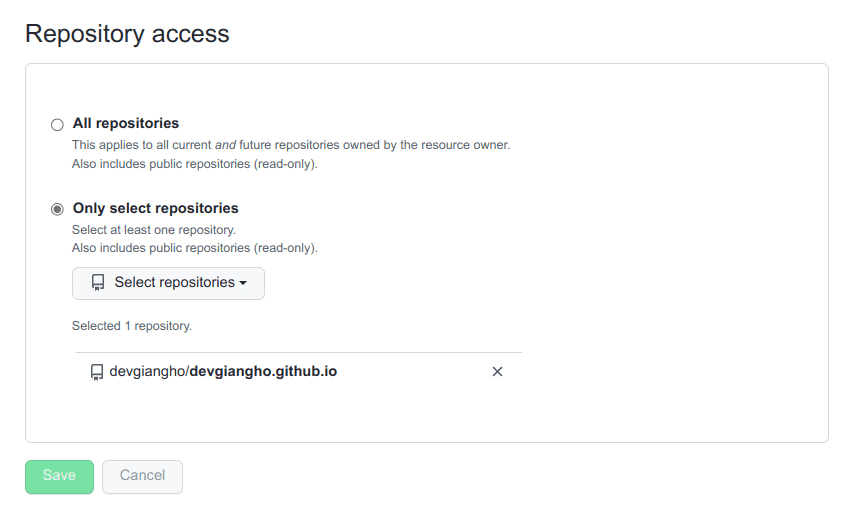 Repository access
All repositories
This applies to all current and future repositories owned by the resource owner.
Also includes public repositories (read-only).
Only select repositories
Select at least one repository.
Also includes public repositories (read-only).
Select repositories
Selected 1 repository.
devgiangho/devgiangho.github.io
Save Cancel